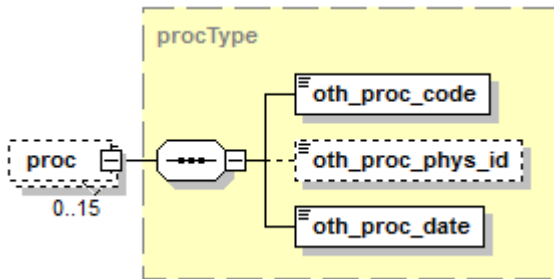 procType
oth_proc_code
proc
oth_proc_phys_id
0..15
oth_proc_date